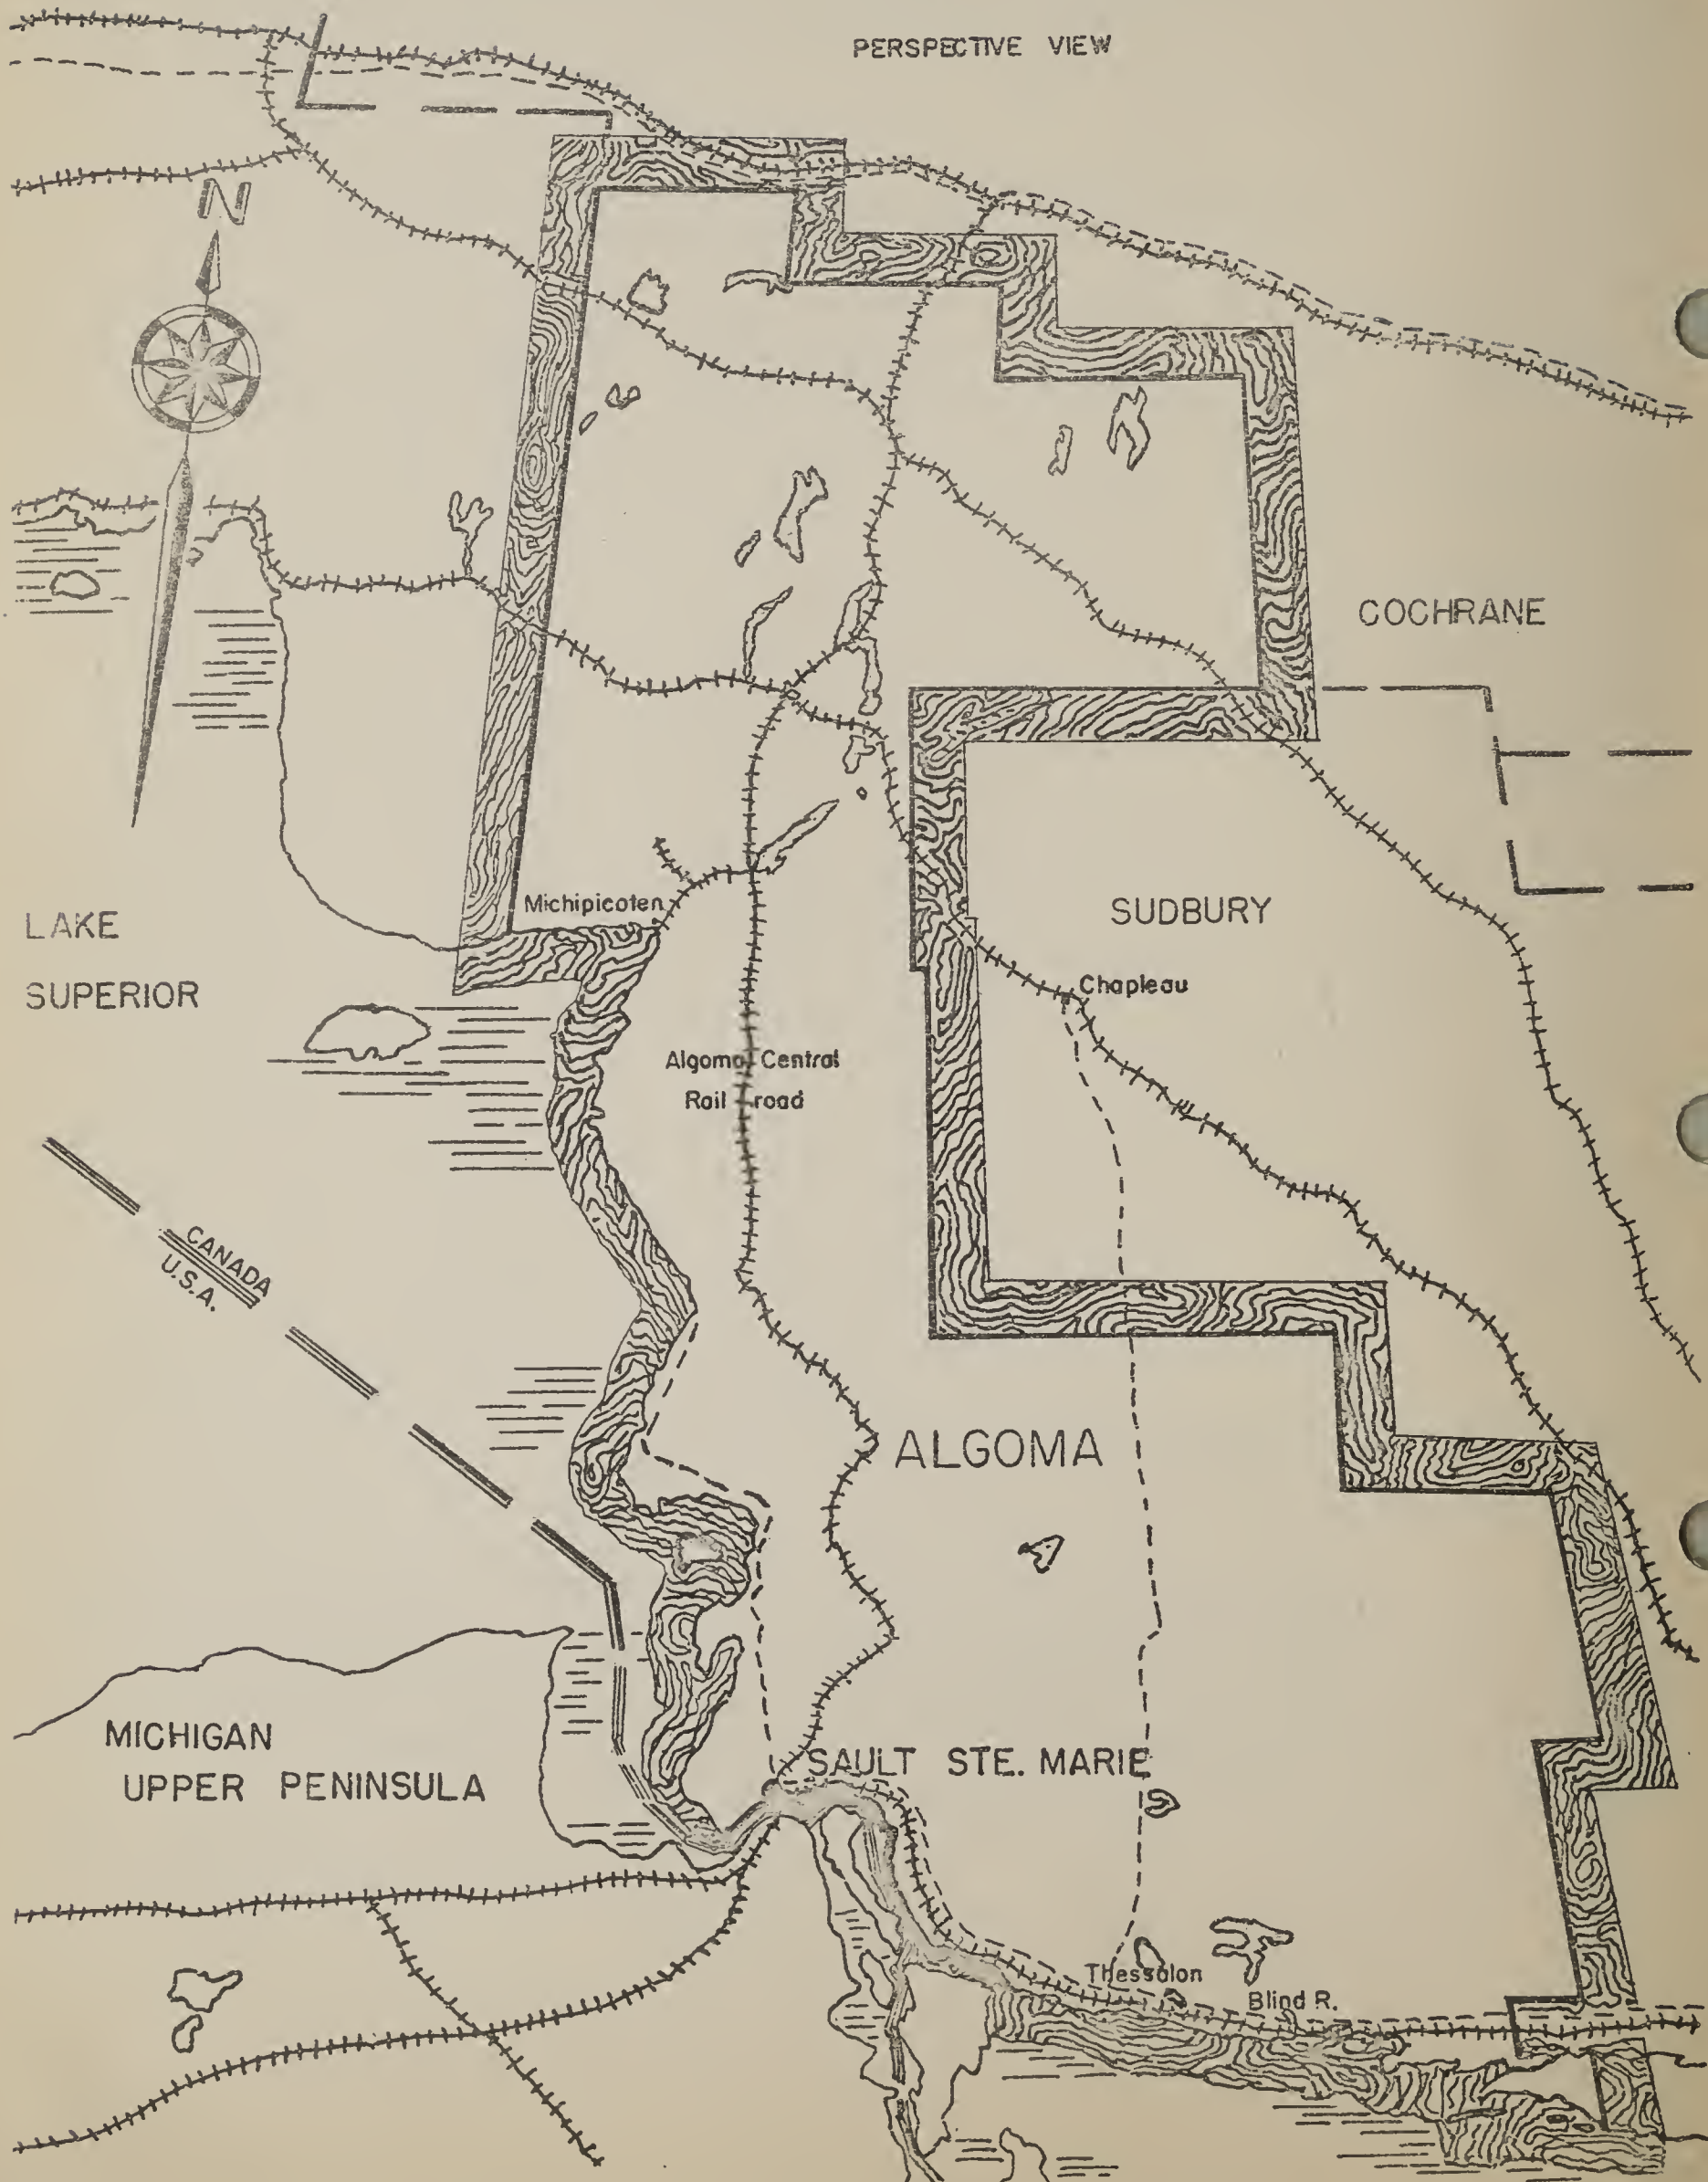 PERSPECTIVE VIEW
N
COCHRANE
Michipicoten
LAKE
SUPERIOR
SUDBURY
Chapleau
Algoma Central
Rail road
CANADA
U.S.A.
ALGOMA
MICHIGAN
UPPER PENINSULA
SAULT STE. MARIE
Thessalon
Blind R.